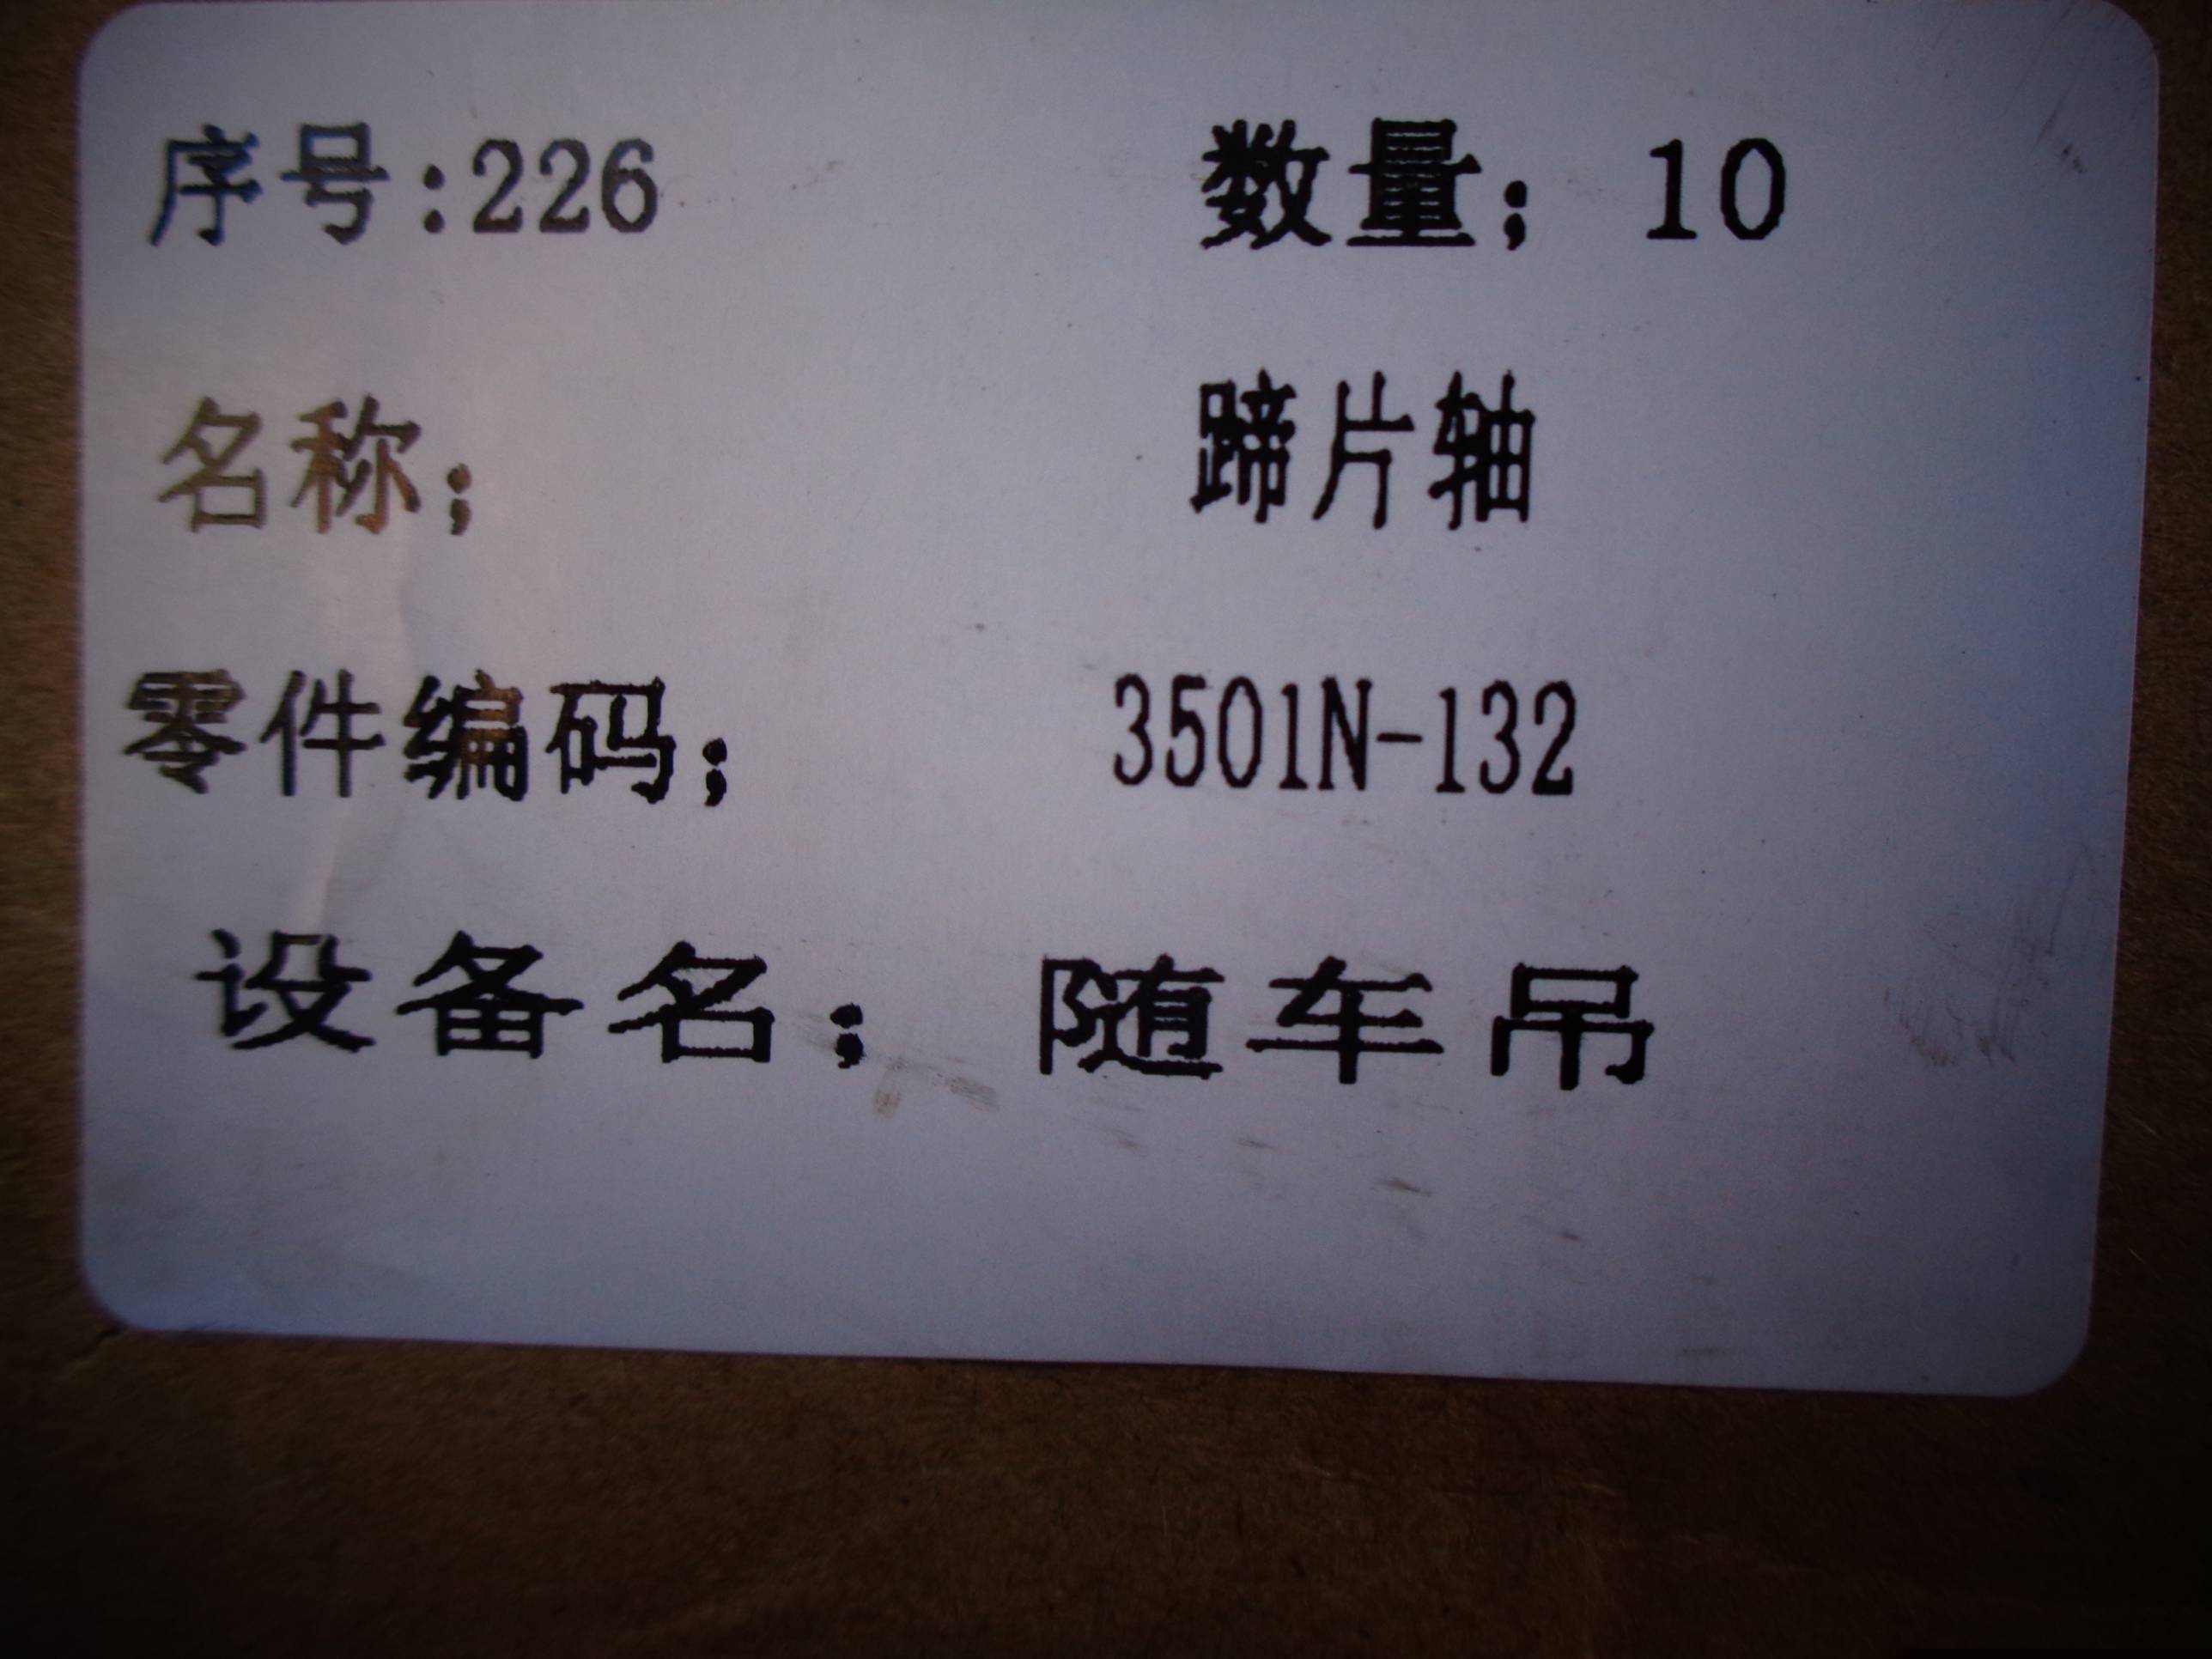 序号:226 数量; 10
名称; 蹄片轴
零件编码; 3501N-132
设备名; 随车吊